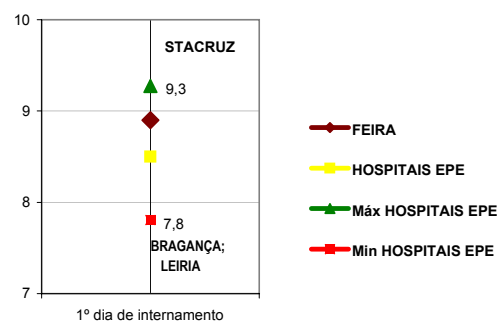 10
STACRUZ
9,3
9
FEIRA
HOSPITAIS EPE
8
Máx HOSPITAIS EPE
7,8
Min HOSPITAIS EPE
BRAGANÇA;
LEIRIA
7
1º dia de internamento